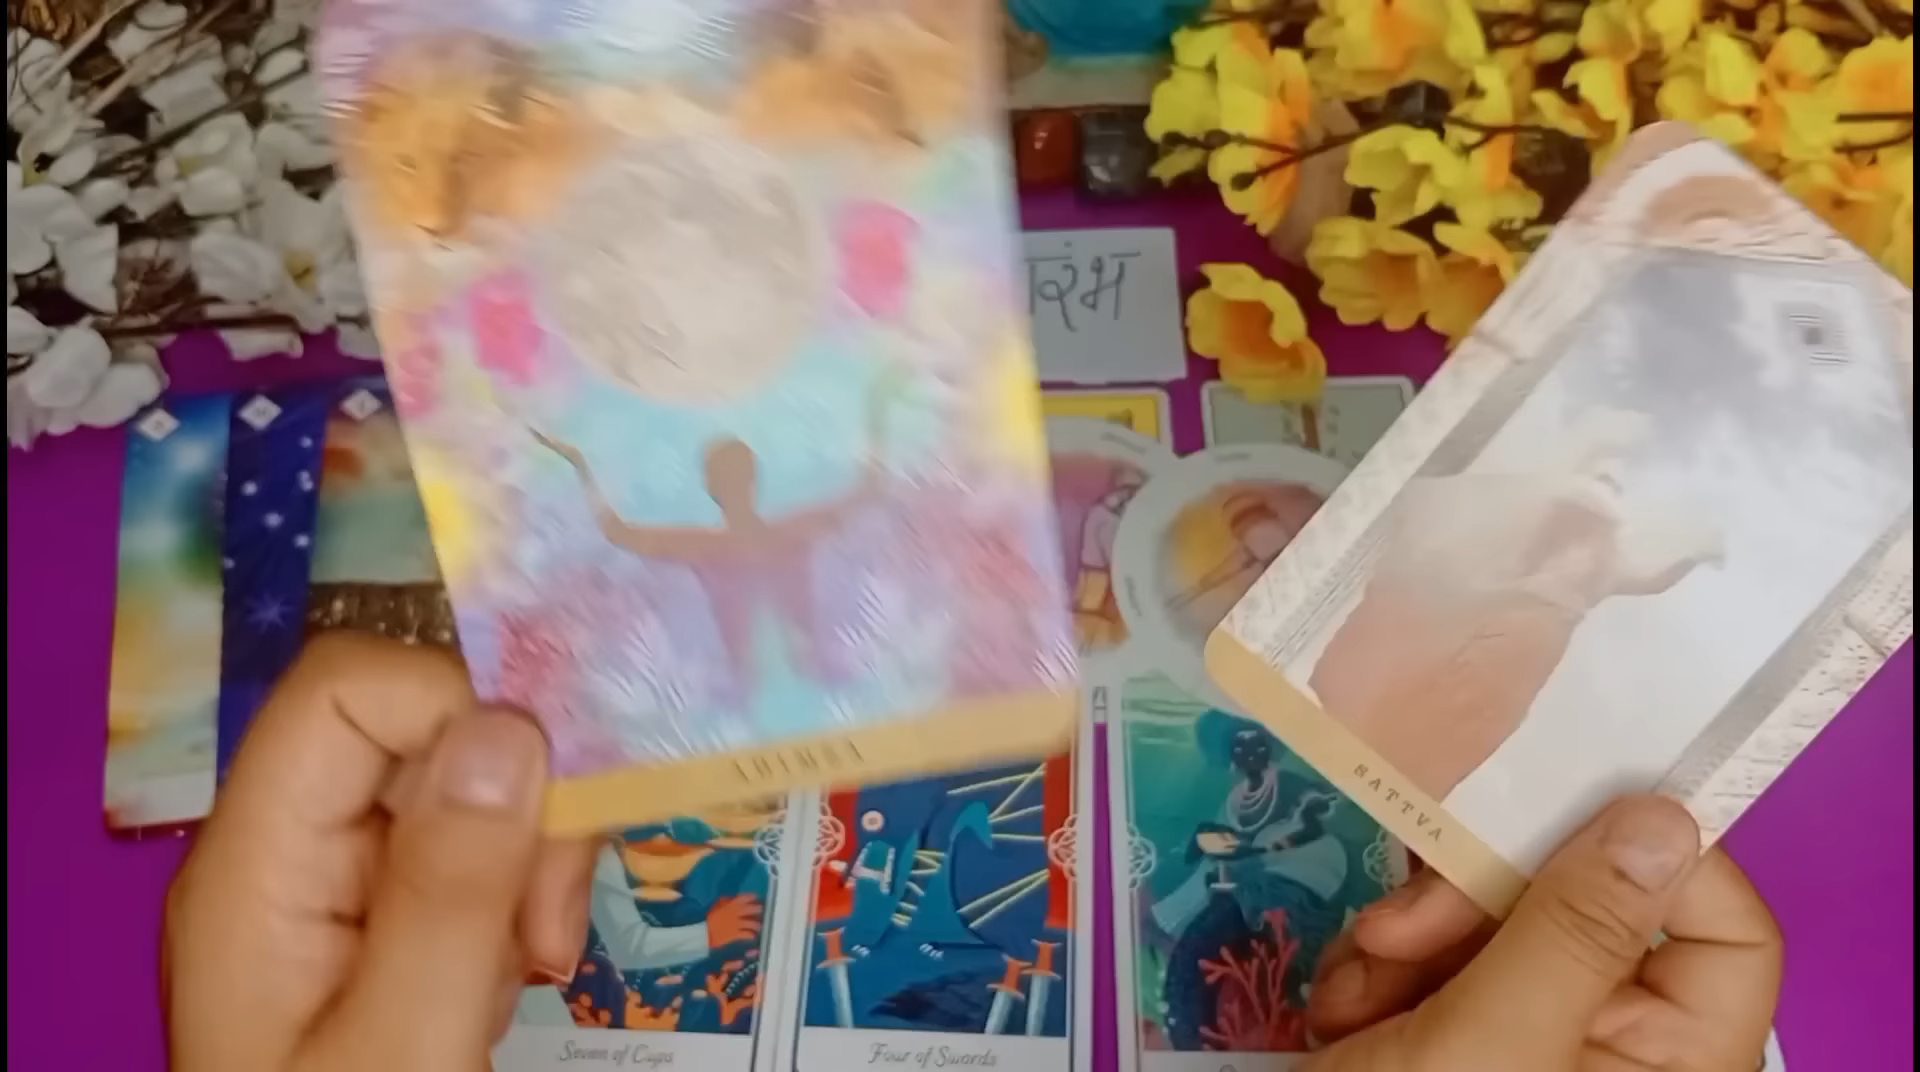 रंभ
AHIMSA
SATTVA
Seven of Cups
Four of Swords